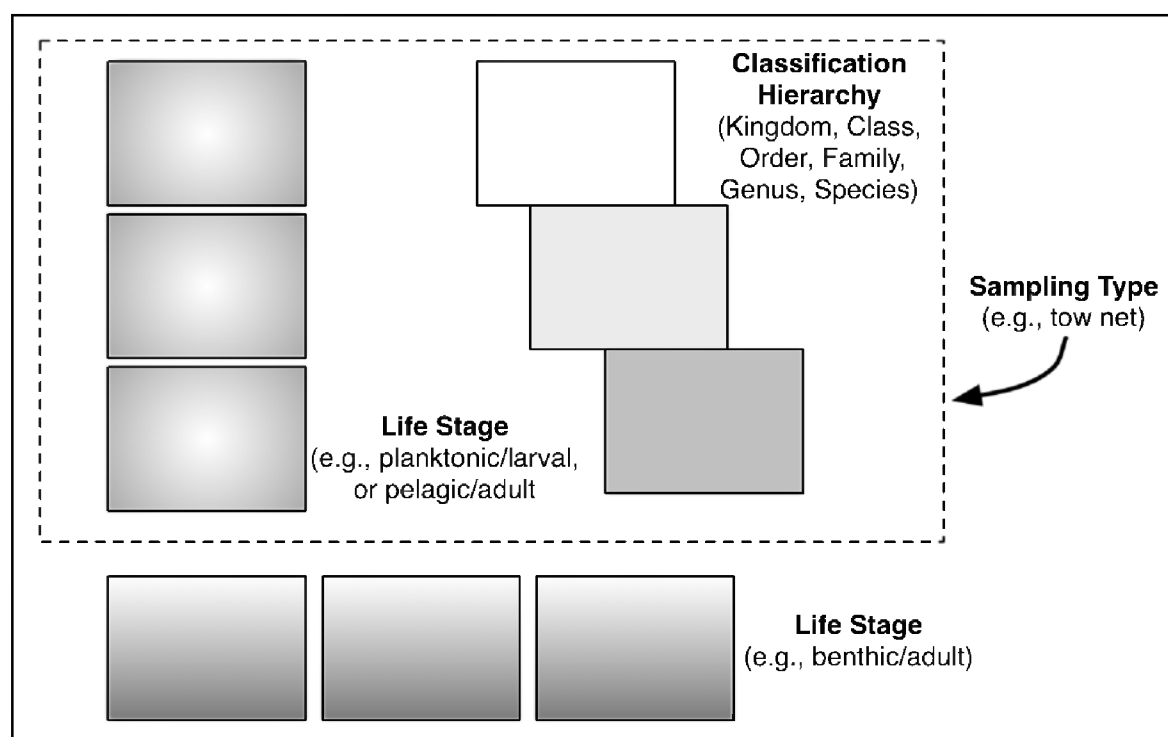 Classification
Hierarchy
(Kingdom, Class,
Order, Family,
Genus, Species)
Sampling Type
(e.g., tow net)
Life Stage
(e.g., planktonic/larval,
or pelagic/adult
Life Stage
(e.g., benthic/adult)